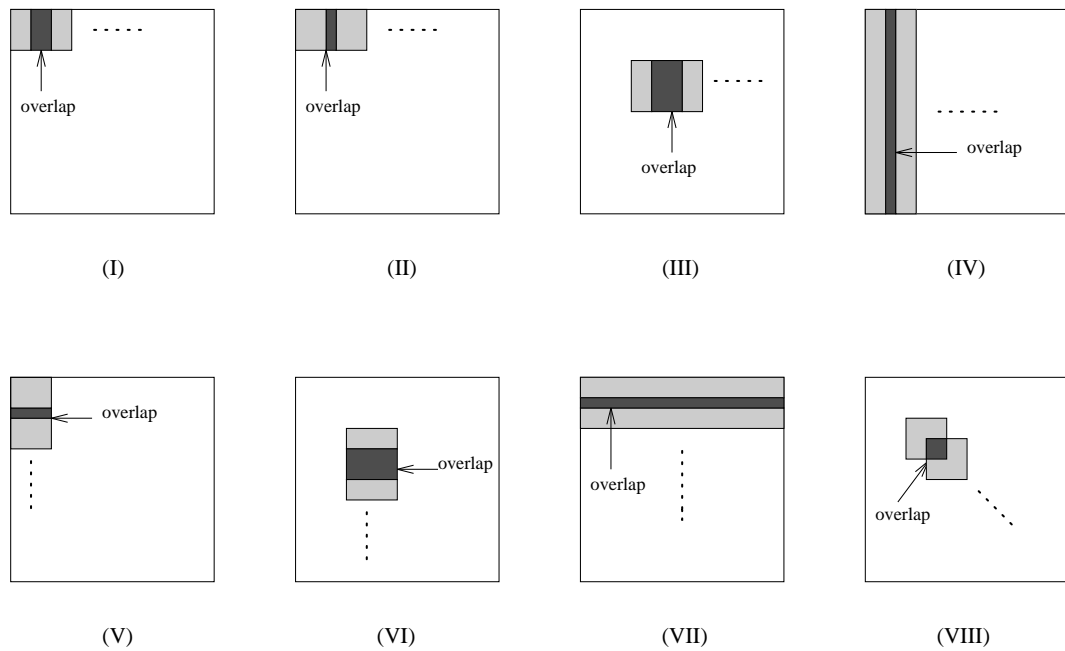 overlap
overlap
overlap
overlap
(I)
(II)
(III)
(IV)
overlap
overlap
overlap
overlap
(V)
(VI)
(VII)
(VIII)